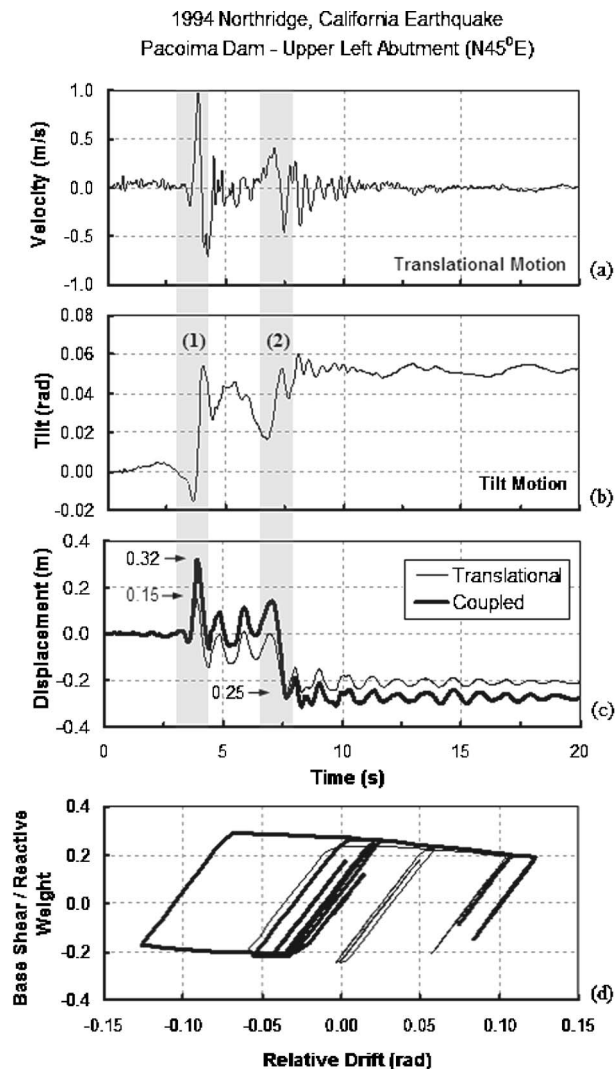 1994 Northridge, California Earthquake
Pacoima Dam - Upper Left Abutment (N45⁰E)
Velocity (m/s)
1.0
0.5
0.0
-0.5
-1.0
Translational Motion
(a)
Tilt (rad)
0.08
0.06
0.04
0.02
0.00
-0.02
(1)
(2)
Tilt Motion
(b)
Displacement (m)
0.4
0.2
0.0
-0.2
-0.4
0.32
0.15
0.25
Translational
Coupled
(c)
0
5
10
15
20
Time (s)
Base Shear / Reactive
Weight
0.4
0.2
0.0
-0.2
-0.4
(d)
-0.15
-0.10
-0.05
0.00
0.05
0.10
0.15
Relative Drift (rad)